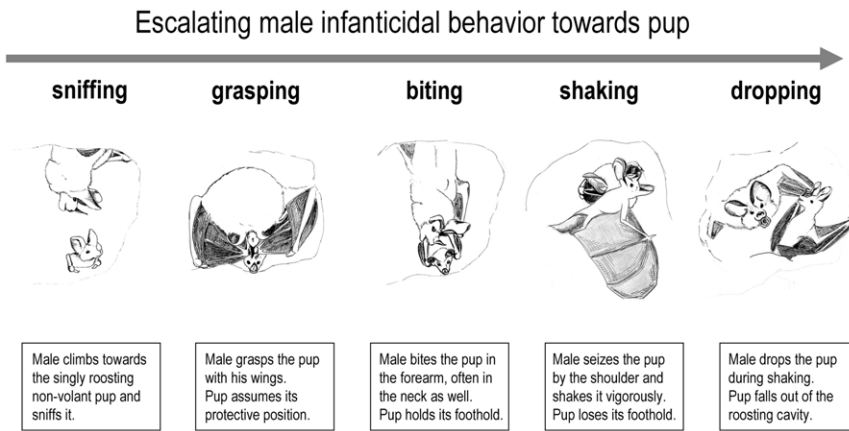 Escalating male infanticidal behavior towards pup
sniffing
grasping
biting
shaking
dropping
Male climbs towards
the singly roosting
non-volant pup and
sniffs it.
Male grasps the pup
with his wings.
Pup assumes its
protective position.
Male bites the pup in
the forearm, often in
the neck as well.
Pup holds its foothold.
Male seizes the pup
by the shoulder and
shakes it vigorously.
Pup loses its foothold.
Male drops the pup
during shaking.
Pup falls out of the
roosting cavity.